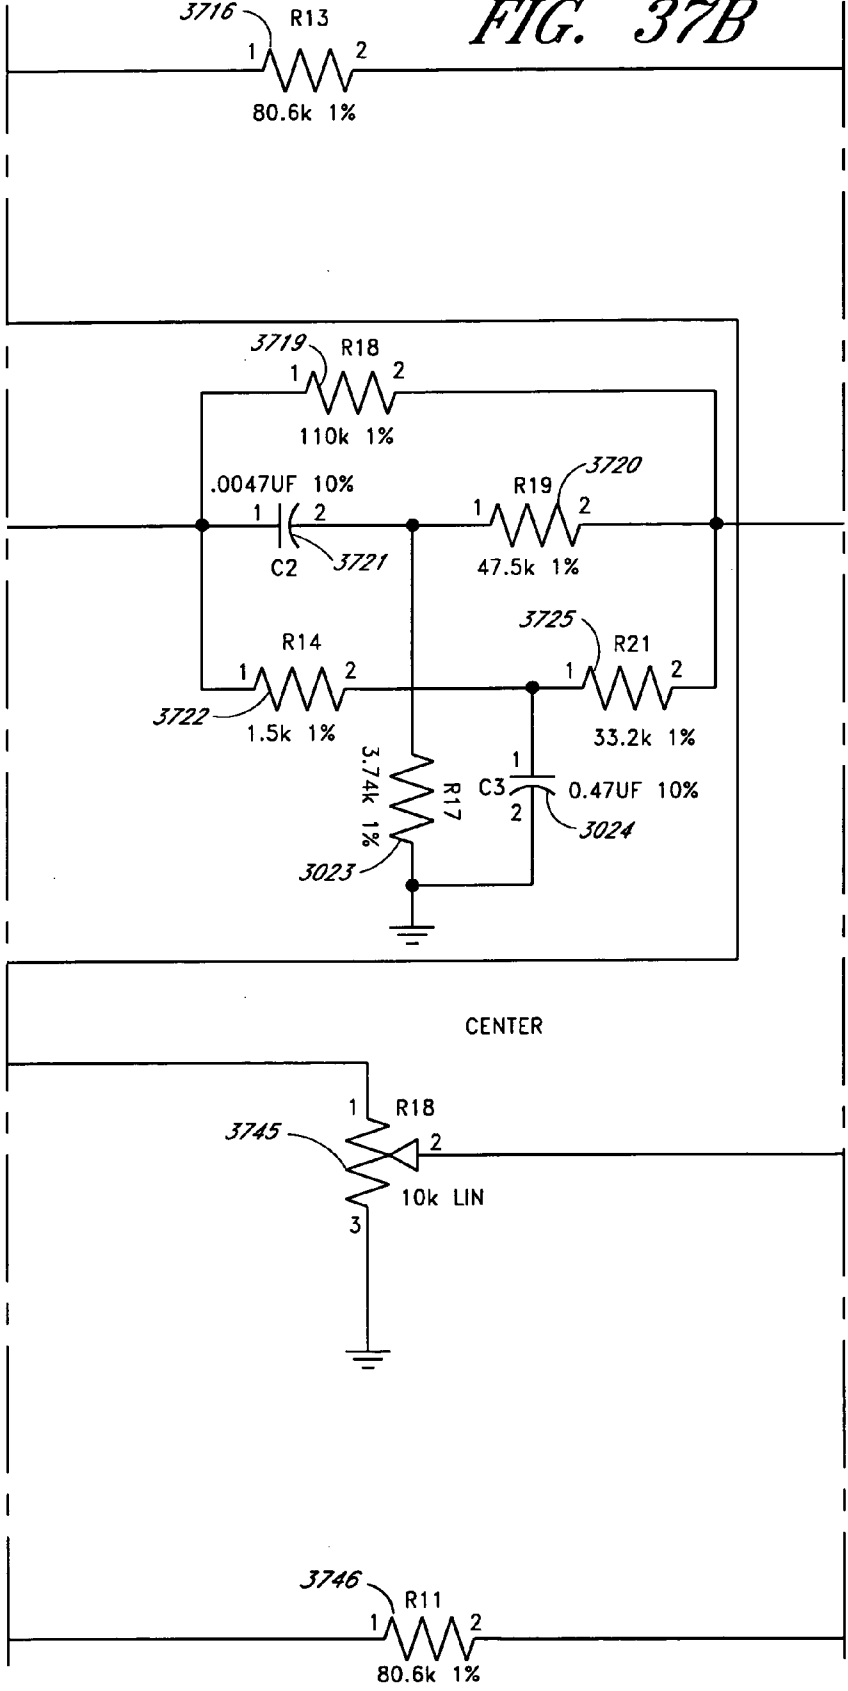 FIG. 37B
3716
R13
1 2
80.6k 1%
3719
R18
1 2
110k 1%
.0047UF 10%
1 2
C2
3721
R19
3720
1 2
47.5k 1%
3725
R14
1 2
3722
1.5k 1%
R21
1 2
33.2k 1%
3.74k 1%
R17
3023
1
C3
2
0.47UF 10%
3024
CENTER
1
R18
3745
2
10k LIN
3
3746
R11
1 2
80.6k 1%